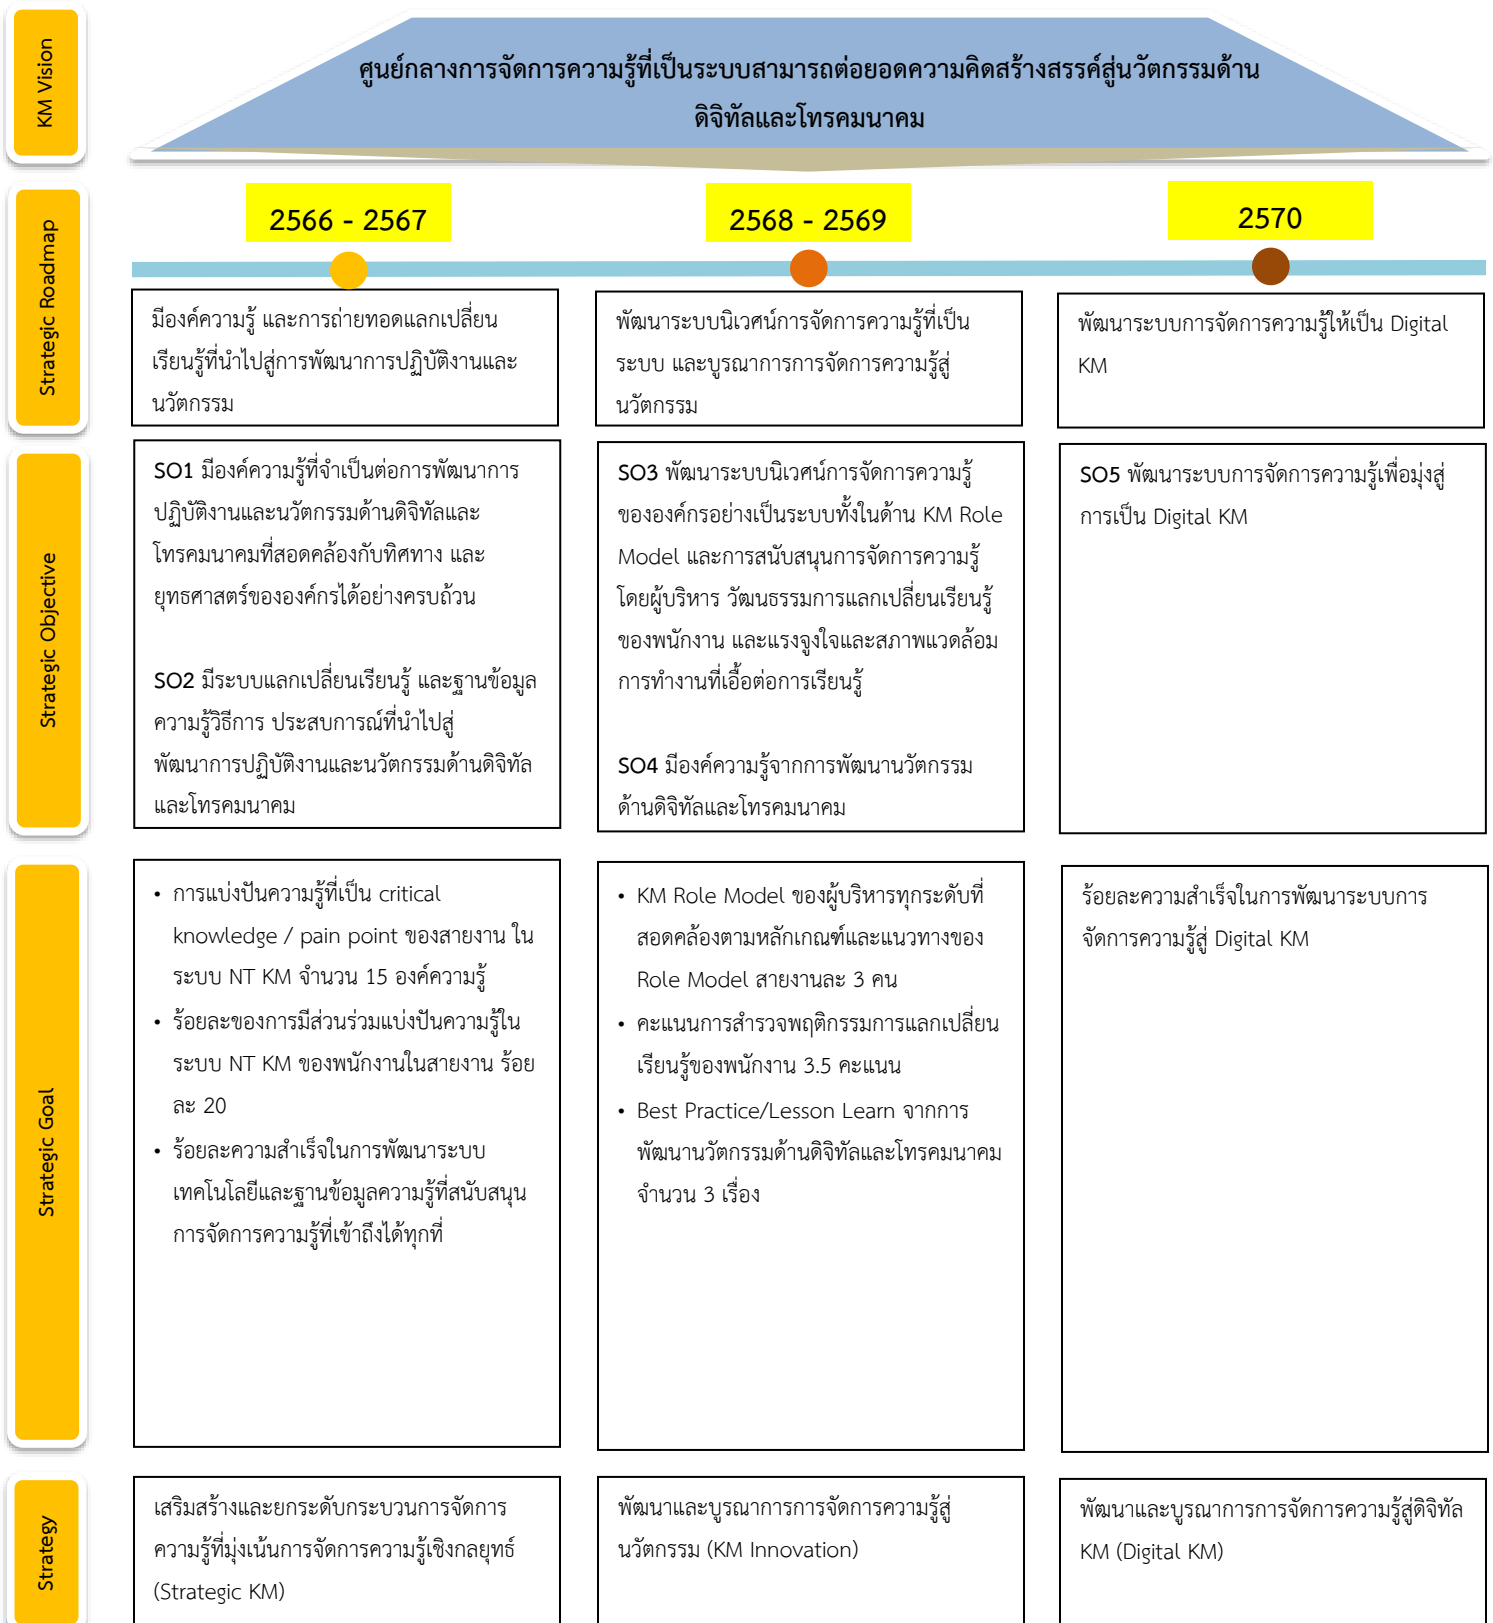 KM Vision
ศูนย์กลางการจัดการความรู้ที่เป็นระบบสามารถต่อยอดความคิดสร้างสรรค์สู่นวัตกรรมด้าน
ดิจิทัลและโทรคมนาคม
Strategic Roadmap
2566 - 2567
2568 - 2569
2570
มีองค์ความรู้ และการถ่ายทอดแลกเปลี่ยน
เรียนรู้ที่นำไปสู่การพัฒนาการปฏิบัติงานและ
นวัตกรรม
พัฒนาระบบนิเวศน์การจัดการความรู้ที่เป็น
ระบบ และบูรณาการการจัดการความรู้สู่
นวัตกรรม
พัฒนาระบบการจัดการความรู้ให้เป็น Digital
KM
Strategic Objective
SO1 มีองค์ความรู้ที่จำเป็นต่อการพัฒนาการ
ปฏิบัติงานและนวัตกรรมด้านดิจิทัลและ
โทรคมนาคมที่สอดคล้องกับทิศทาง และ
ยุทธศาสตร์ขององค์กรได้อย่างครบถ้วน
SO2 มีระบบแลกเปลี่ยนเรียนรู้ และฐานข้อมูล
ความรู้วิธีการ ประสบการณ์ที่นำไปสู่
พัฒนาการปฏิบัติงานและนวัตกรรมด้านดิจิทัล
และโทรคมนาคม
SO3 พัฒนาระบบนิเวศน์การจัดการความรู้
ขององค์กรอย่างเป็นระบบทั้งในด้าน KM Role
Model และการสนับสนุนการจัดการความรู้
โดยผู้บริหาร วัฒนธรรมการแลกเปลี่ยนเรียนรู้
ของพนักงาน และแรงจูงใจและสภาพแวดล้อม
การทำงานที่เอื้อต่อการเรียนรู้
SO4 มีองค์ความรู้จากการพัฒนานวัตกรรม
ด้านดิจิทัลและโทรคมนาคม
SO5 พัฒนาระบบการจัดการความรู้เพื่อมุ่งสู่
การเป็น Digital KM
Strategic Goal
• การแบ่งปันความรู้ที่เป็น critical
knowledge / pain point ของสายงาน ใน
ระบบ NT KM จำนวน 15 องค์ความรู้
• ร้อยละของการมีส่วนร่วมแบ่งปันความรู้ใน
ระบบ NT KM ของพนักงานในสายงาน ร้อย
ละ 20
• ร้อยละความสำเร็จในการพัฒนาระบบ
เทคโนโลยีและฐานข้อมูลความรู้ที่สนับสนุน
การจัดการความรู้ที่เข้าถึงได้ทุกที่
• KM Role Model ของผู้บริหารทุกระดับที่
สอดคล้องตามหลักเกณฑ์และแนวทางของ
Role Model สายงานละ 3 คน
• คะแนนการสำรวจพฤติกรรมการแลกเปลี่ยน
เรียนรู้ของพนักงาน 3.5 คะแนน
• Best Practice/Lesson Learn จากการ
พัฒนานวัตกรรมด้านดิจิทัลและโทรคมนาคม
จำนวน 3 เรื่อง
ร้อยละความสำเร็จในการพัฒนาระบบการ
จัดการความรู้สู่ Digital KM
Strategy
เสริมสร้างและยกระดับกระบวนการจัดการ
ความรู้ที่มุ่งเน้นการจัดการความรู้เชิงกลยุทธ์
(Strategic KM)
พัฒนาและบูรณาการการจัดการความรู้สู่
นวัตกรรม (KM Innovation)
พัฒนาและบูรณาการการจัดการความรู้สู่ดิจิทัล
KM (Digital KM)